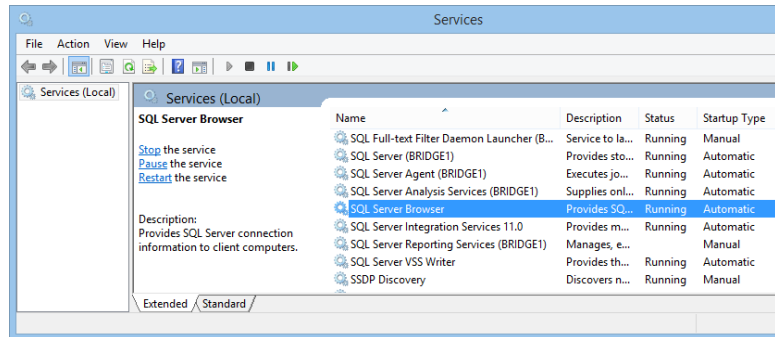 Services
File Action View Help
Services (Local)
Services (Local)
SQL Server Browser
Stop the service
Pause the service
Restart the service
Description:
Provides SQL Server connection
information to client computers.
Name Description Status Startup Type
SQL Full-text Filter Daemon Launcher (B... Service to la... Running Manual
SQL Server (BRIDGE1) Provides sto... Running Automatic
SQL Server Agent (BRIDGE1) Executes jo... Running Automatic
SQL Server Analysis Services (BRIDGE1) Supplies onl... Running Automatic
SQL Server Browser Provides SQ... Running Automatic
SQL Server Integration Services 11.0 Provides m... Running Automatic
SQL Server Reporting Services (BRIDGE1) Manages, e... Manual
SQL Server VSS Writer Provides th... Running Automatic
SSDP Discovery Discovers n... Running Manual
Extended Standard